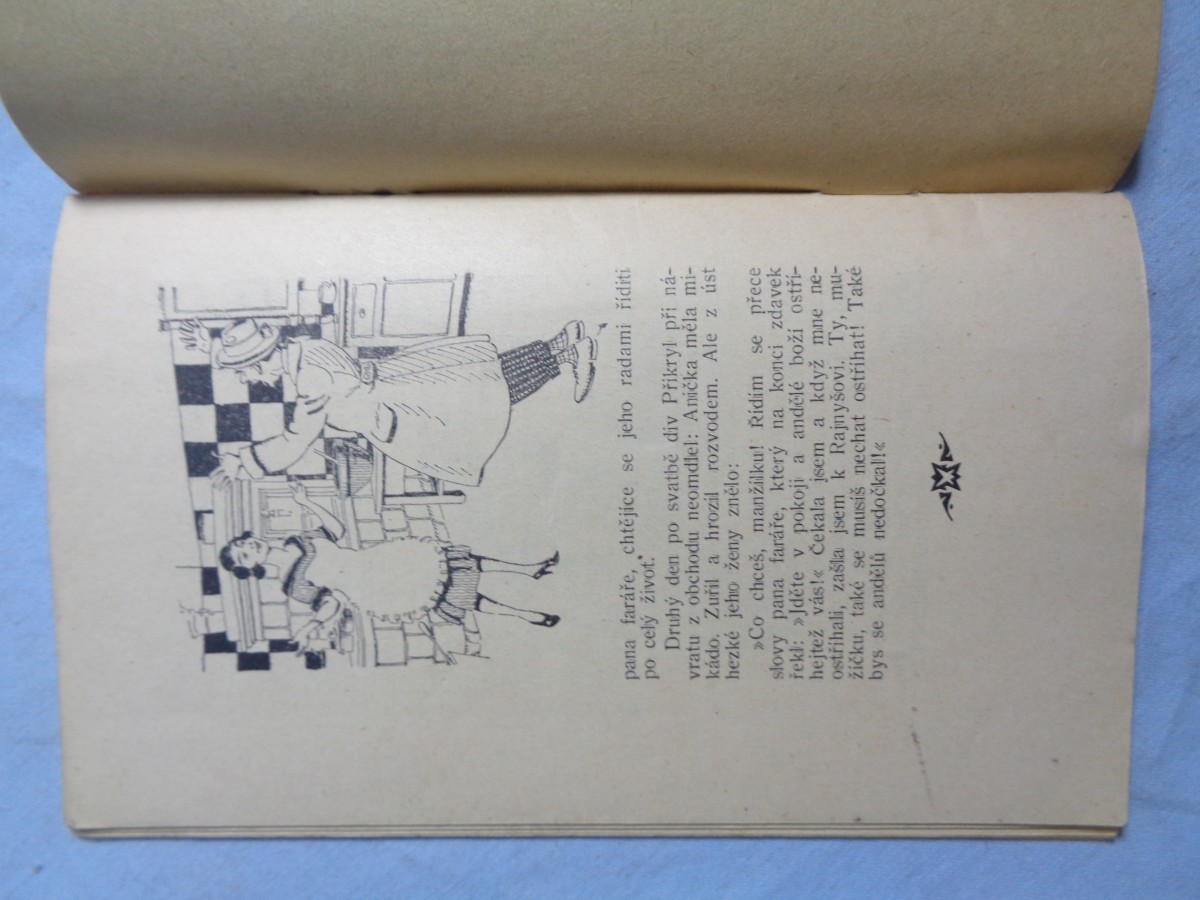 pana faráře, chtějíce se jeho radami říditi
po celý život.
Druhý den po svatbě div Přikryl při ná-
vratu z obchodu neomdlel: Anička měla mi-
kádo. Zuřil a hrozil rozvodem. Ale z úst
hezké jeho ženy znělo:
»Co chceš, manžílku! Řídím se přece
slovy pana faráře, který na konci zdavek
řekl: »Jděte v pokoji a andělé boží ostří-
hejtež vás!« Čekala jsem a když mne ne-
ostříhali, zašla jsem k Rajnyšovi. Ty, mu-
žíčku, také se musíš nechat ostříhat! Také
bys se andělů nedočkal!«